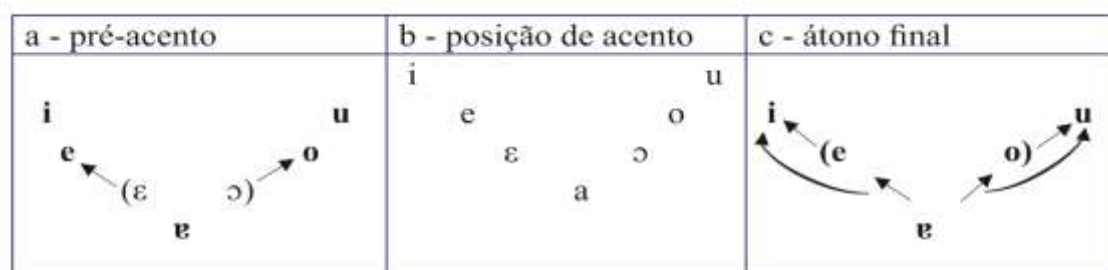 a - pré-acento
i u
e o
(ɛ ɔ)
ɐ
b - posição de acento
i u
e o
ɛ ɔ
a
c - átono final
i u
(e o)
ɐ